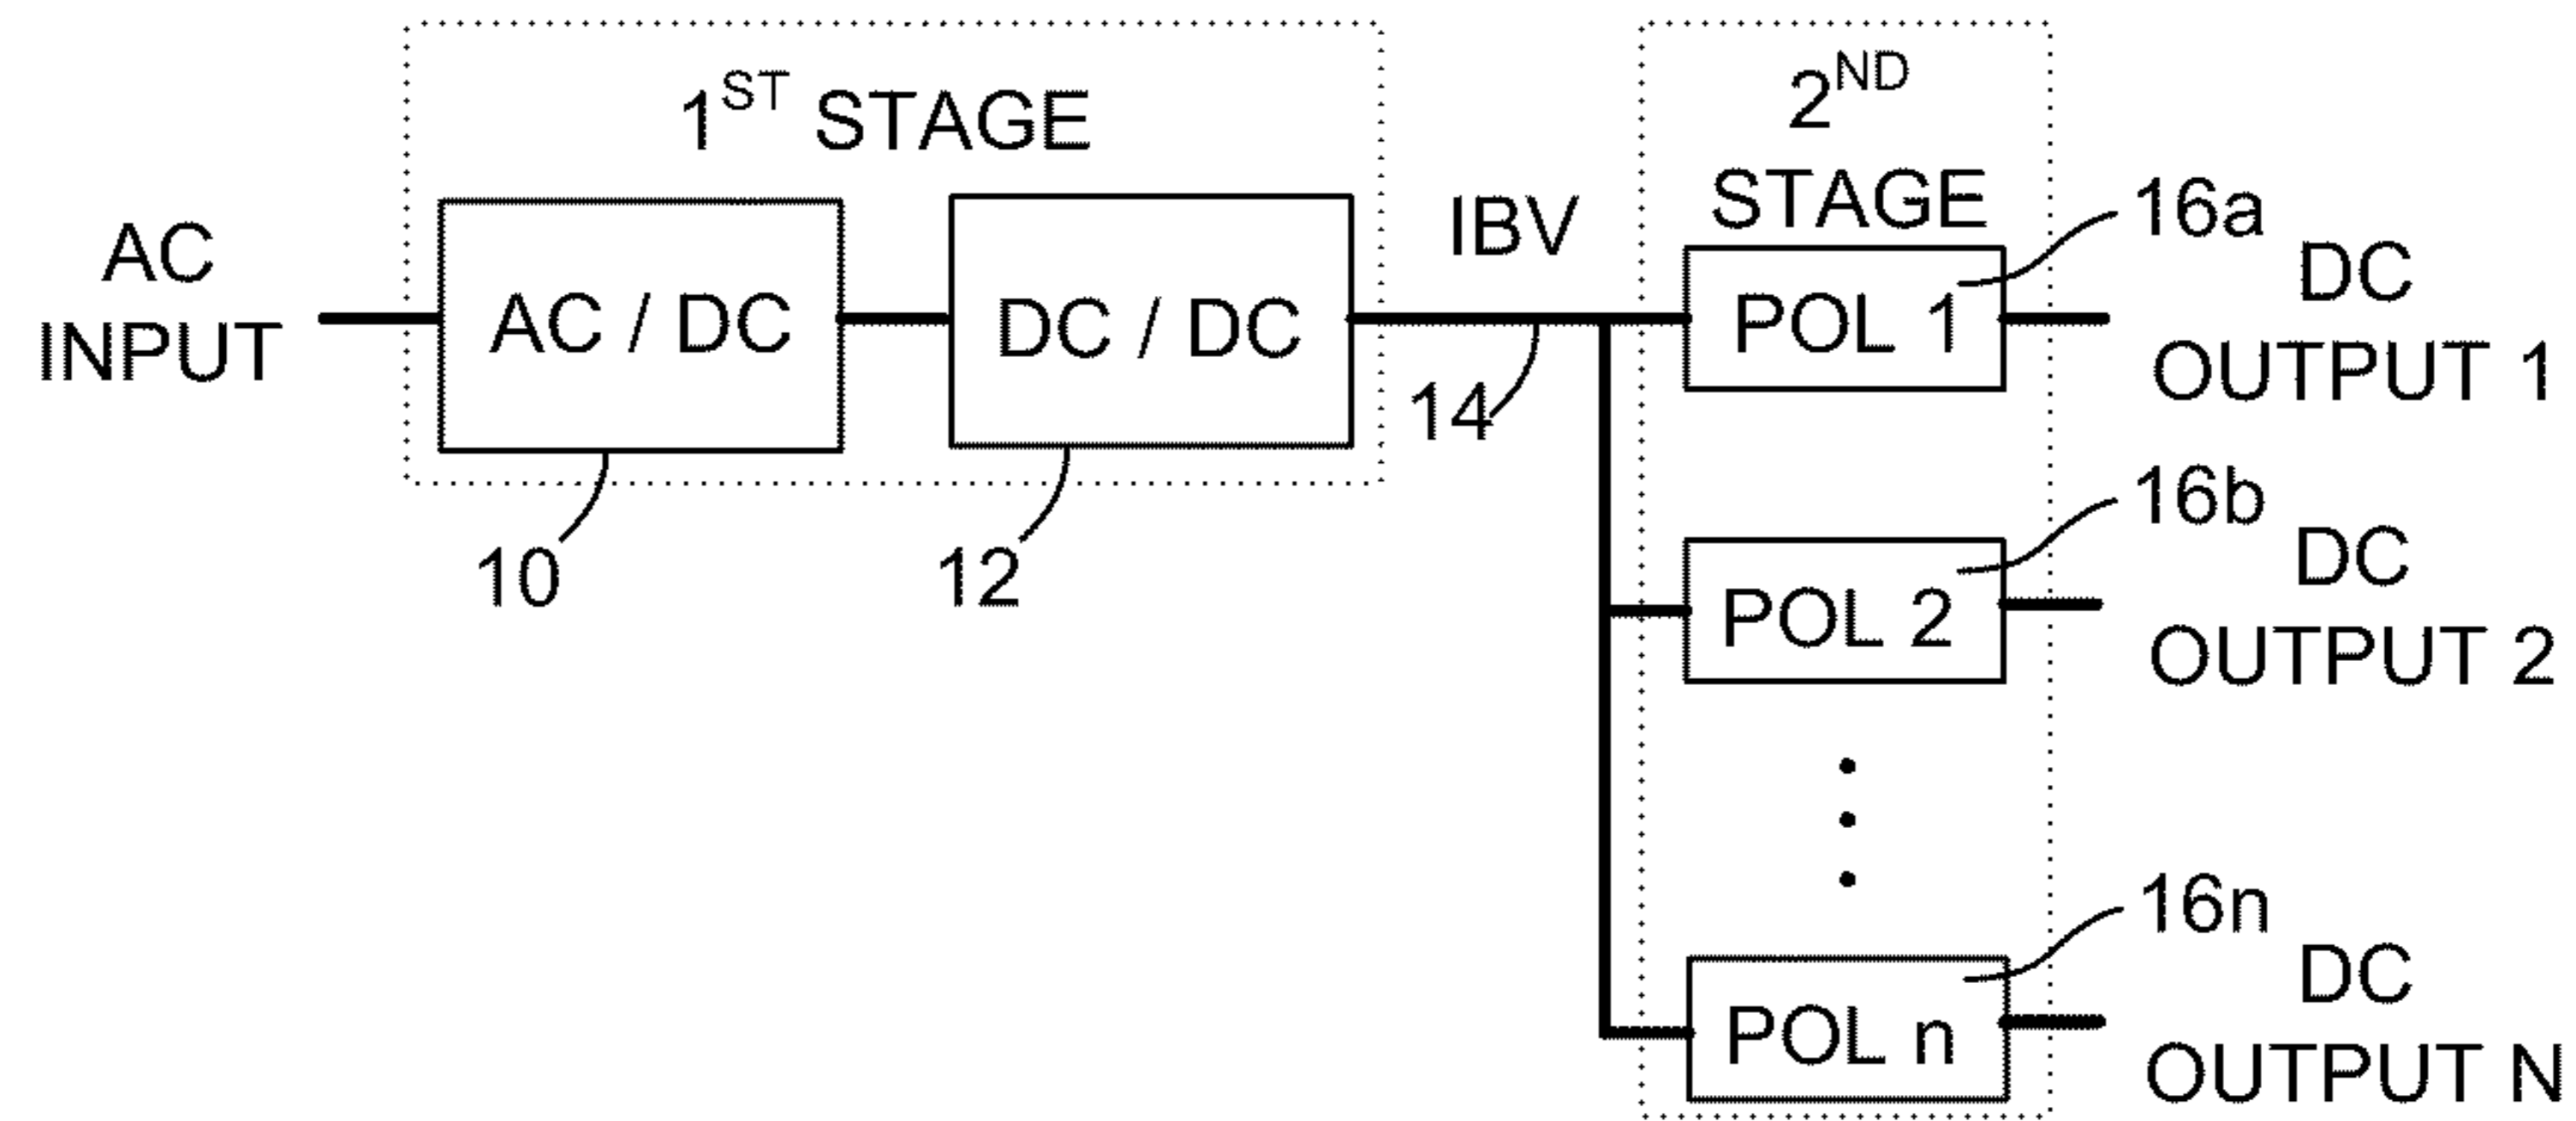 1ST STAGE
2ND
STAGE
AC
INPUT
AC / DC
DC / DC
IBV
14
10
12
POL 1
16a
DC
OUTPUT 1
POL 2
16b
DC
OUTPUT 2
POL n
16n
DC
OUTPUT N